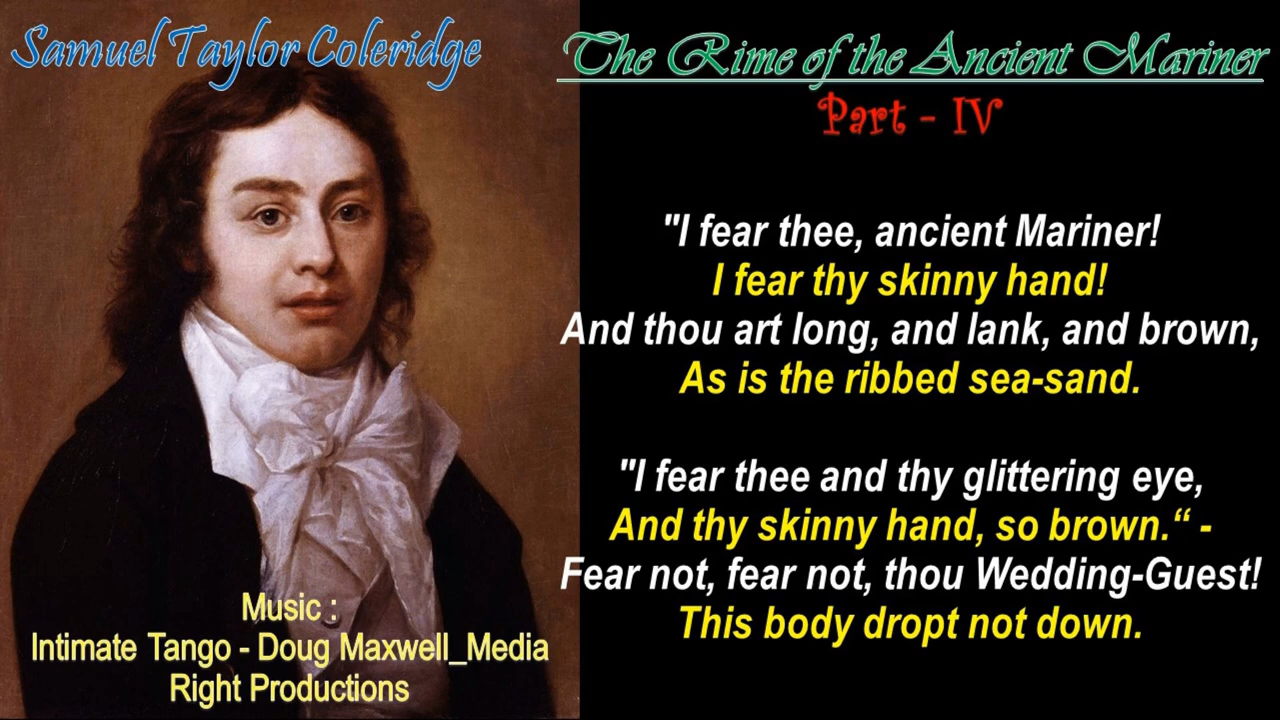 Samuel Taylor Coleridge
The Rime of the Ancient Mariner
Part - IV
"I fear thee, ancient Mariner!
I fear thy skinny hand!
And thou art long, and lank, and brown,
As is the ribbed sea-sand.
"I fear thee and thy glittering eye,
And thy skinny hand, so brown.“ -
Fear not, fear not, thou Wedding-Guest!
This body dropt not down.
Music :
Intimate Tango - Doug Maxwell_Media
Right Productions